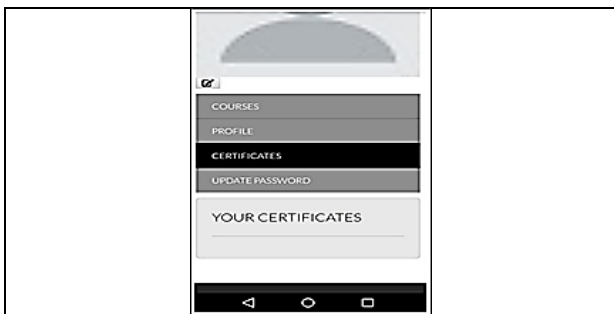 COURSES
PROFILE
CERTIFICATES
UPDATE PASSWORD
YOUR CERTIFICATES